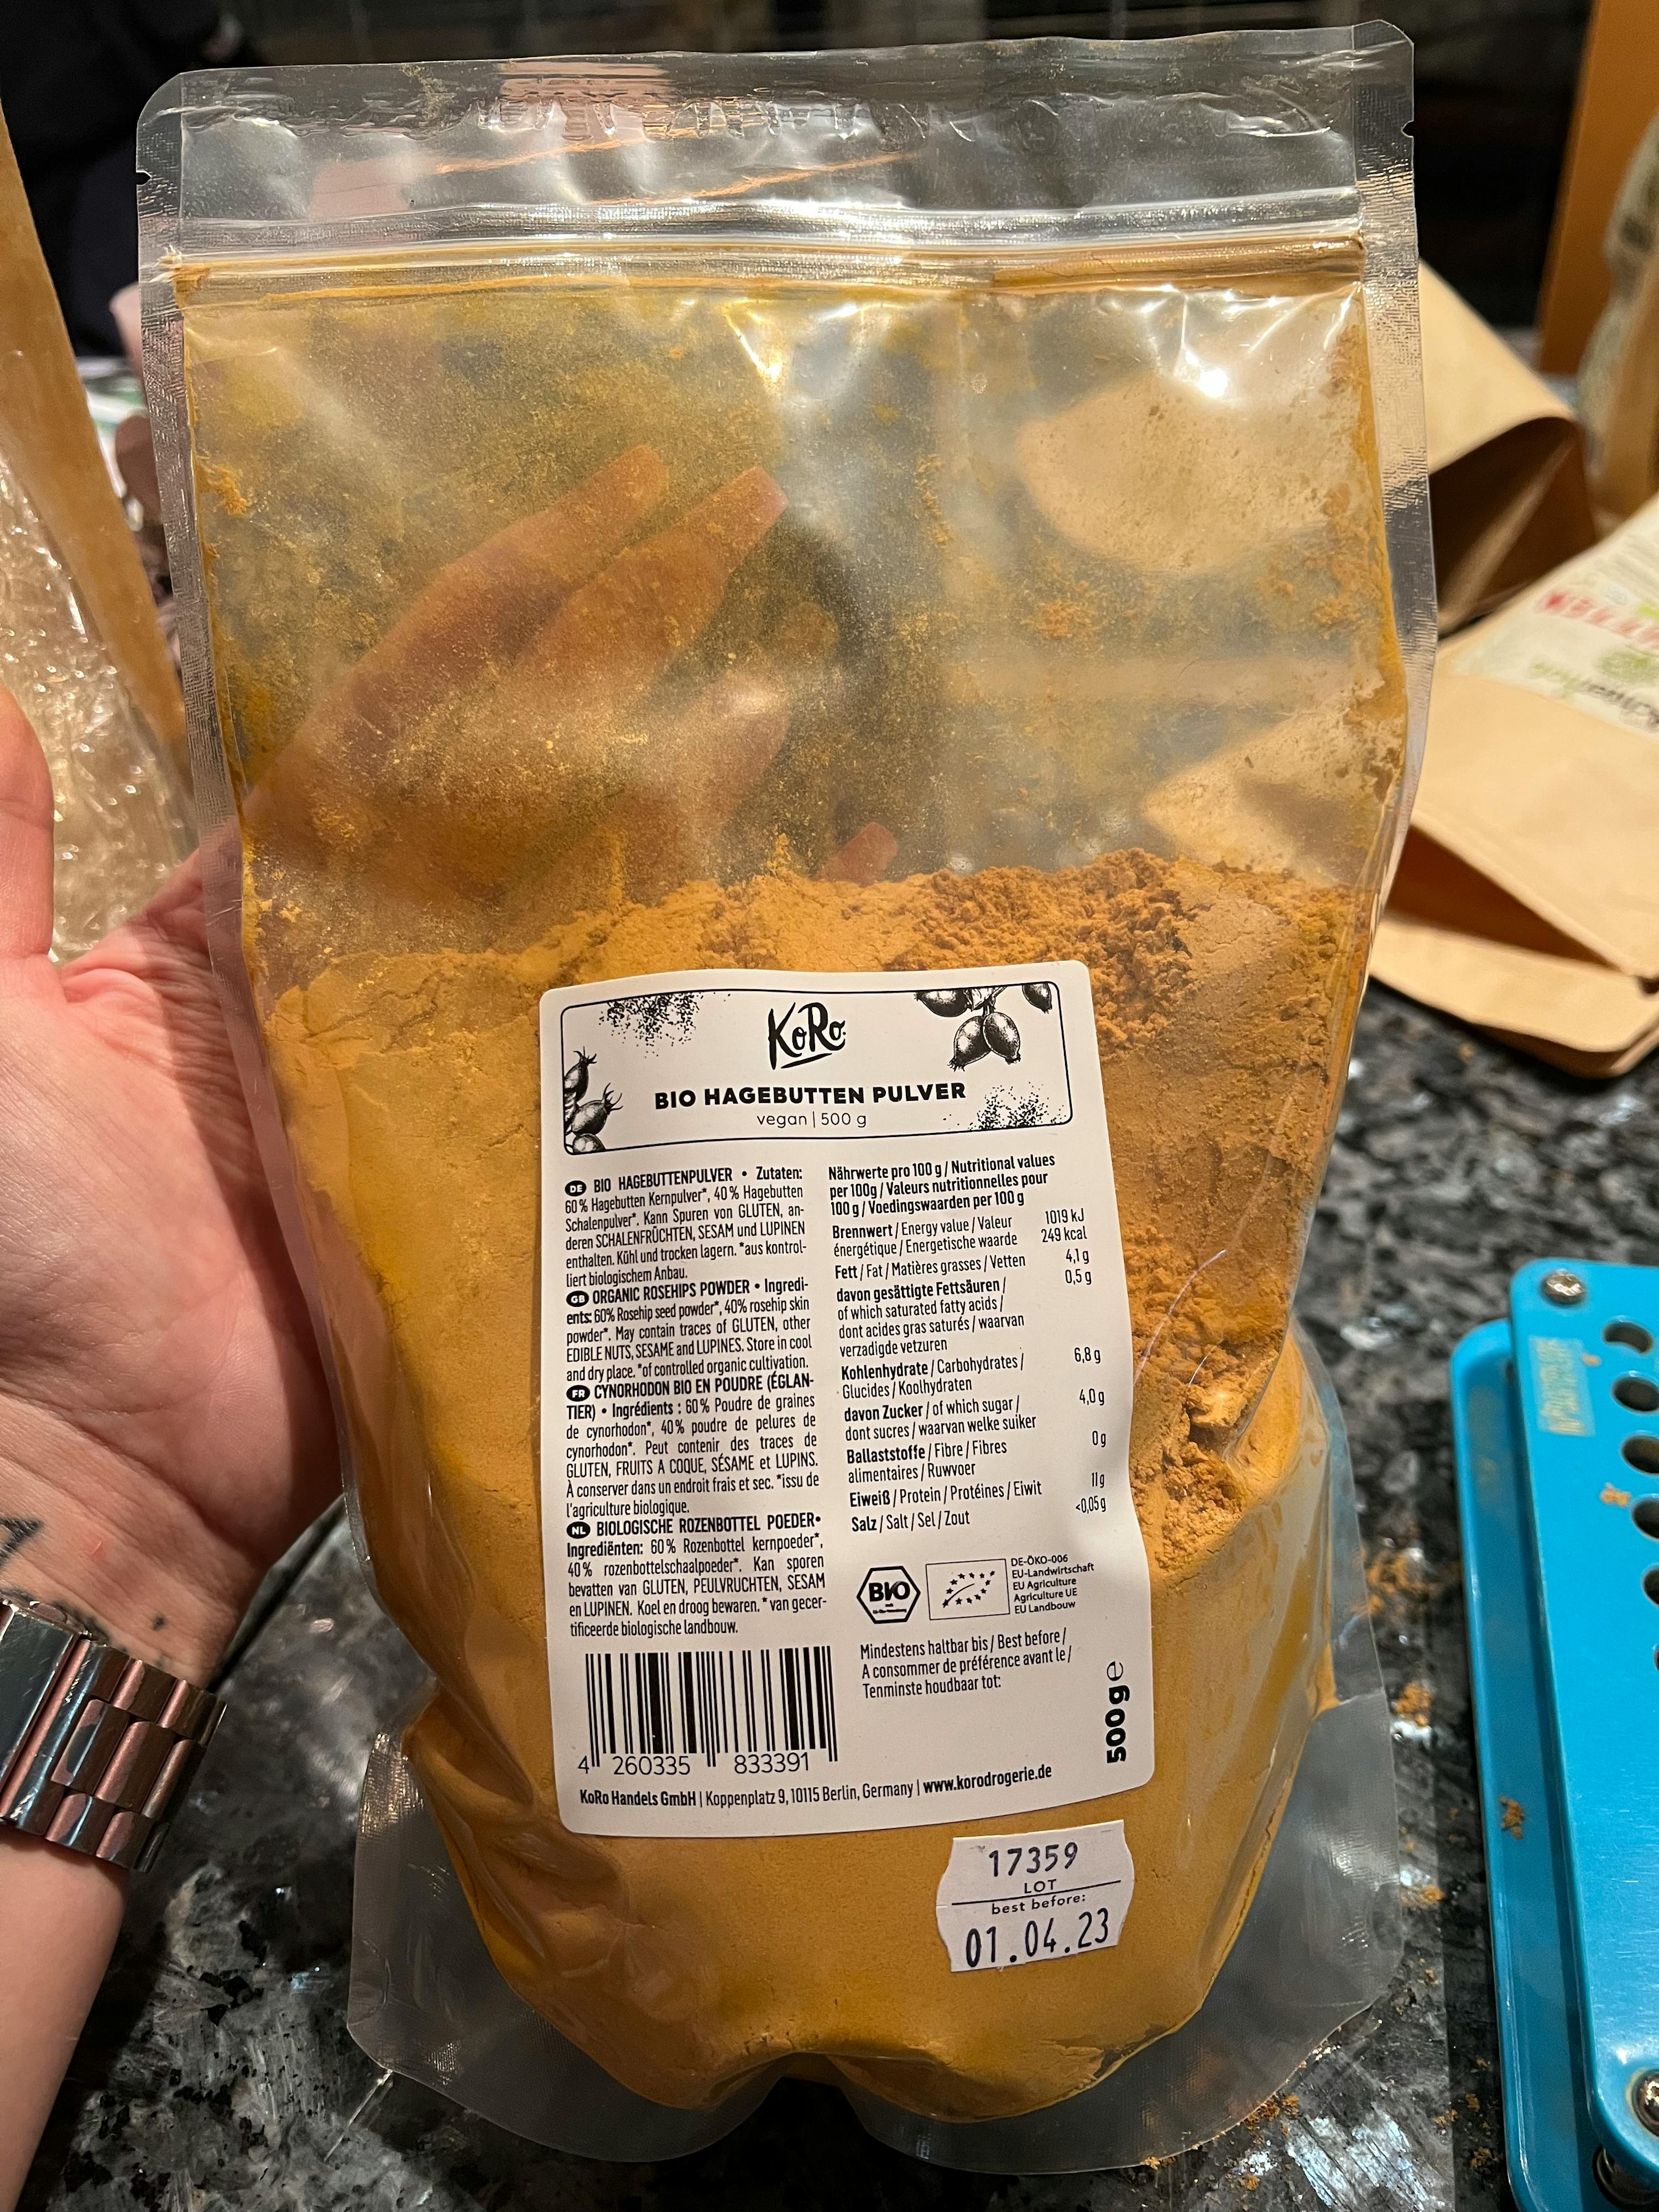 KoRo
BIO HAGEBUTTEN PULVER
vegan | 500 g
DE BIO HAGEBUTTENPULVER • Zutaten:
60 % Hagebutten Kernpulver*, 40 % Hagebutten
Schalenpulver*. Kann Spuren von GLUTEN, an-
deren SCHALENFRÜCHTEN, SESAM und LUPINEN
enthalten. Kühl und trocken lagern. *aus kontrol-
liert biologischem Anbau.
GB ORGANIC ROSEHIPS POWDER • Ingredi-
ents: 60% Rosehip seed powder*, 40% rosehip skin
powder*. May contain traces of GLUTEN, other
EDIBLE NUTS, SESAME and LUPINES. Store in cool
and dry place. *of controlled organic cultivation.
FR CYNORHODON BIO EN POUDRE (ÉGLAN-
TIER) • Ingrédients : 60 % Poudre de graines
de cynorhodon*, 40% poudre de pelures de
cynorhodon*. Peut contenir des traces de
GLUTEN, FRUITS A COQUE, SÉSAME et LUPINS.
À conserver dans un endroit frais et sec. *issu de
l'agriculture biologique.
NL BIOLOGISCHE ROZENBOTTEL POEDER•
Ingrediënten: 60 % Rozenbottel kernpoeder*,
40 % rozenbottelschaalpoeder*. Kan sporen
bevatten van GLUTEN, PEULVRUCHTEN, SESAM
en LUPINEN. Koel en droog bewaren. * van gecer-
tificeerde biologische landbouw.
Nährwerte pro 100 g / Nutritional values
per 100g / Valeurs nutritionnelles pour
100 g / Voedingswaarden per 100 g
Brennwert / Energy value / Valeur 1019 kJ
énergétique / Energetische waarde 249 kcal
Fett / Fat / Matières grasses / Vetten 4,1 g
davon gesättigte Fettsäuren / 0,5 g
of which saturated fatty acids /
dont acides gras saturés / waarvan
verzadigde vetzuren
Kohlenhydrate / Carbohydrates / 6,8 g
Glucides / Koolhydraten
davon Zucker / of which sugar / 4,0 g
dont sucres / waarvan welke suiker
Ballaststoffe / Fibre / Fibres 0 g
alimentaires / Ruwvoer
Eiweiß / Protein / Protéines / Eiwit 11 g
Salz / Salt / Sel / Zout <0,05 g
BIO
DE-ÖKO-006
EU-Landwirtschaft
EU Agriculture
Agriculture UE
EU Landbouw
Mindestens haltbar bis / Best before /
A consommer de préférence avant le /
Tenminste houdbaar tot:
500 g e
4 260335 833391
KoRo Handels GmbH | Koppenplatz 9, 10115 Berlin, Germany | www.korodrogerie.de
17359
LOT
best before:
01.04.23